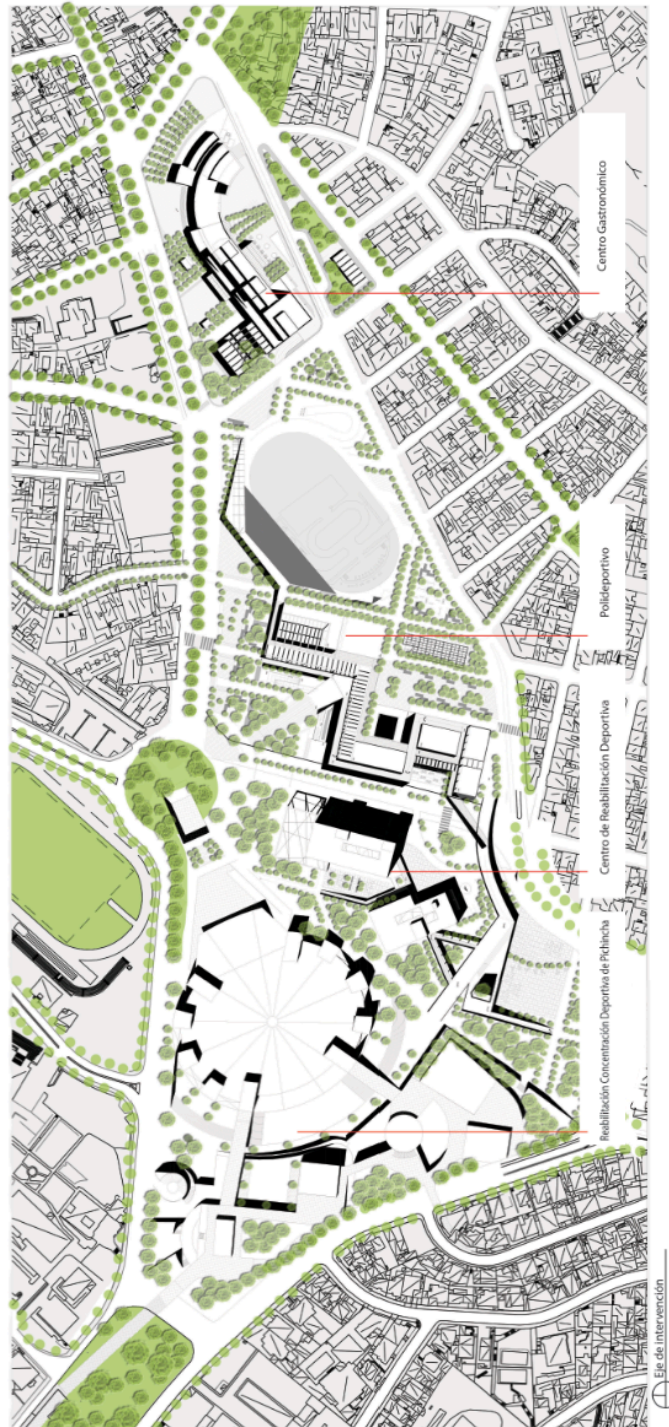 Centro Gastronómico
Polideportivo
Centro de Reabilitación Deportiva
Reabilitación Concentración Deportiva de Pichincha
Eje de intervención